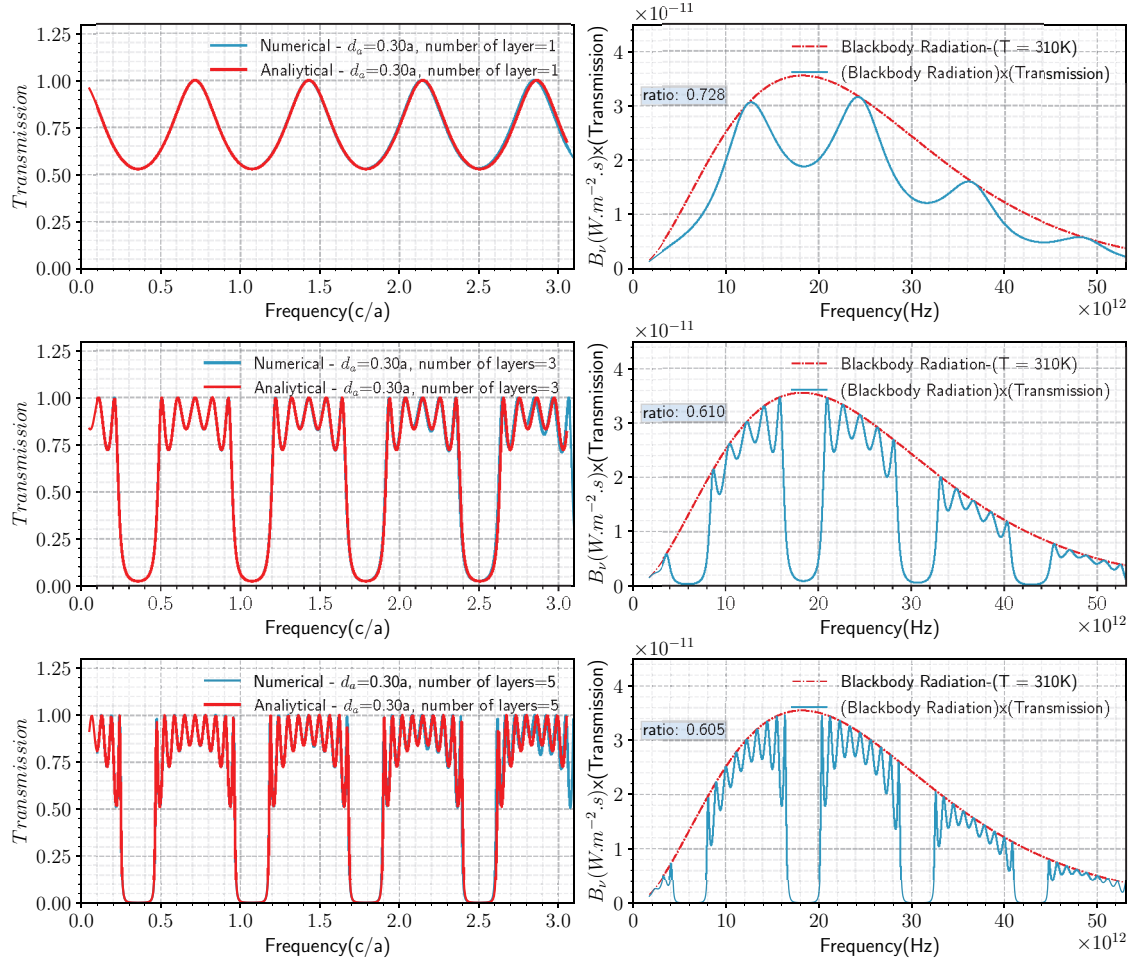 Transmission
0.00
0.25
0.50
0.75
1.00
1.25
Numerical - d_a=0.30a, number of layer=1
Analiytical - d_a=0.30a, number of layer=1
0.0 0.5 1.0 1.5 2.0 2.5 3.0
Frequency(c/a)
×10^{-11}
B_ν(W.m^{-2}.s)x(Transmission)
0
1
2
3
4
Blackbody Radiation-(T = 310K)
(Blackbody Radiation)x(Transmission)
ratio: 0.728
0 10 20 30 40 50
Frequency(Hz)
×10^{12}
Transmission
0.00
0.25
0.50
0.75
1.00
1.25
Numerical - d_a=0.30a, number of layers=3
Analiytical - d_a=0.30a, number of layers=3
0.0 0.5 1.0 1.5 2.0 2.5 3.0
Frequency(c/a)
×10^{-11}
B_ν(W.m^{-2}.s)x(Transmission)
0
1
2
3
4
Blackbody Radiation-(T = 310K)
(Blackbody Radiation)x(Transmission)
ratio: 0.610
0 10 20 30 40 50
Frequency(Hz)
×10^{12}
Transmission
0.00
0.25
0.50
0.75
1.00
1.25
Numerical - d_a=0.30a, number of layers=5
Analiytical - d_a=0.30a, number of layers=5
0.0 0.5 1.0 1.5 2.0 2.5 3.0
Frequency(c/a)
×10^{-11}
B_ν(W.m^{-2}.s)x(Transmission)
0
1
2
3
4
Blackbody Radiation-(T = 310K)
(Blackbody Radiation)x(Transmission)
ratio: 0.605
0 10 20 30 40 50
Frequency(Hz)
×10^{12}